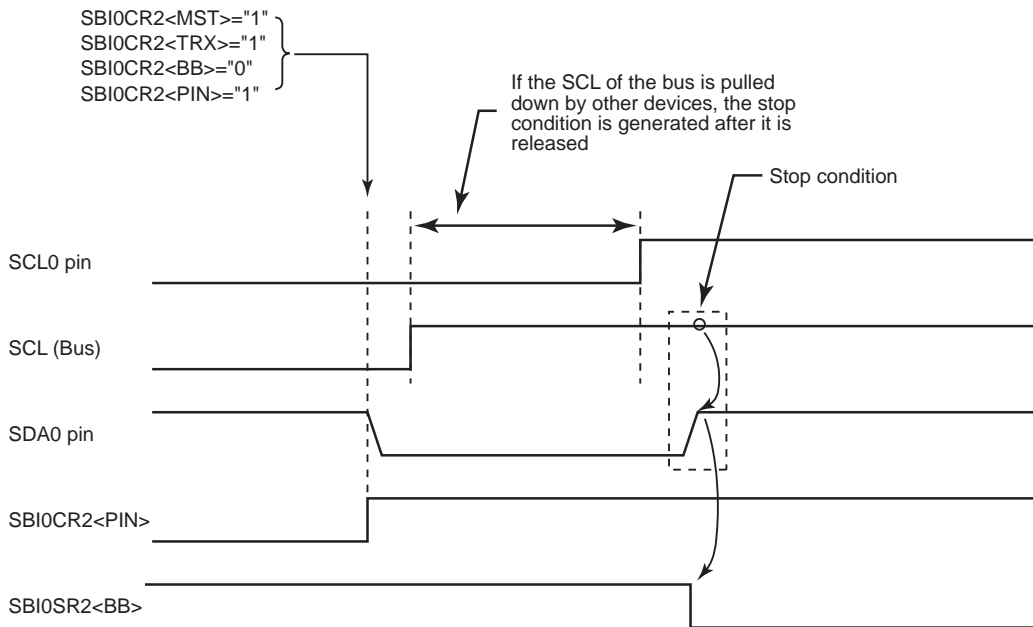 SBI0CR2<MST>="1"
SBI0CR2<TRX>="1"
SBI0CR2<BB>="0"
SBI0CR2<PIN>="1"
If the SCL of the bus is pulled
down by other devices, the stop
condition is generated after it is
released
Stop condition
SCL0 pin
SCL (Bus)
SDA0 pin
SBI0CR2<PIN>
SBI0SR2<BB>